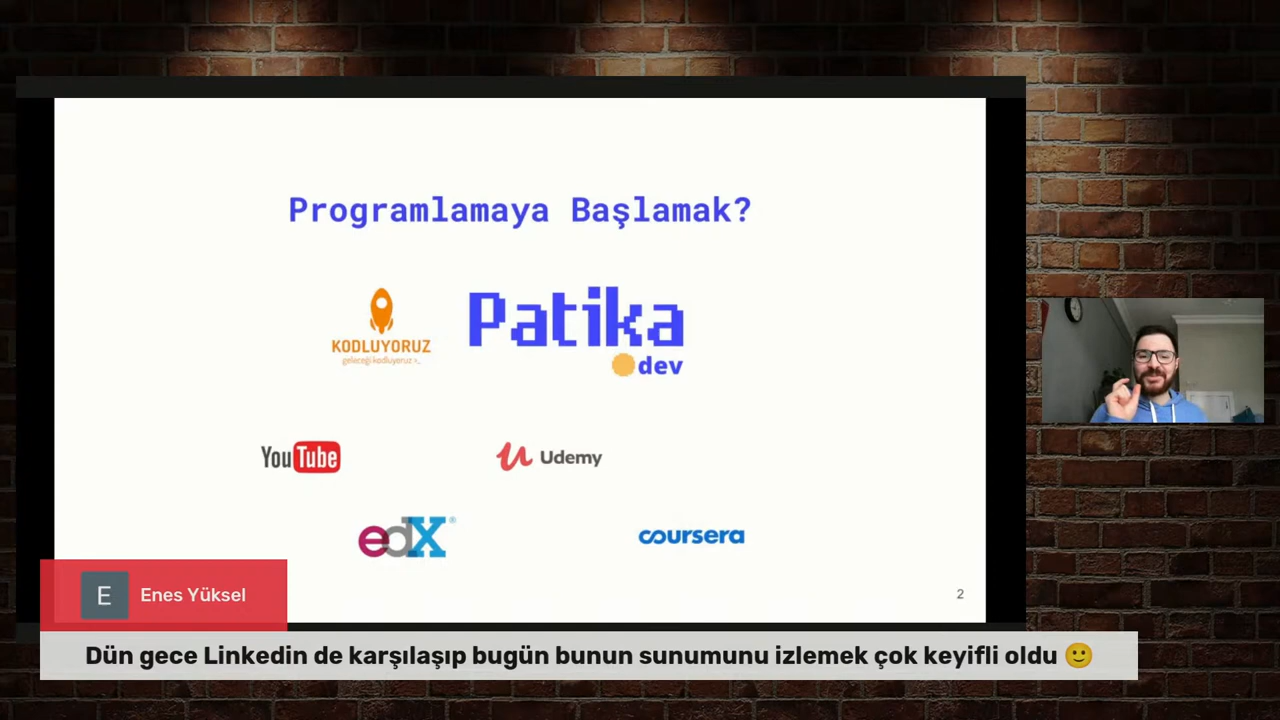 Programlamaya Başlamak?
KODLUYORUZ
geleceği kodluyoruz >_
Patika
dev
YouTube
Udemy
edX
coursera
2
E
Enes Yüksel
Dün gece Linkedin de karşılaşıp bugün bunun sunumunu izlemek çok keyifli oldu 🙂